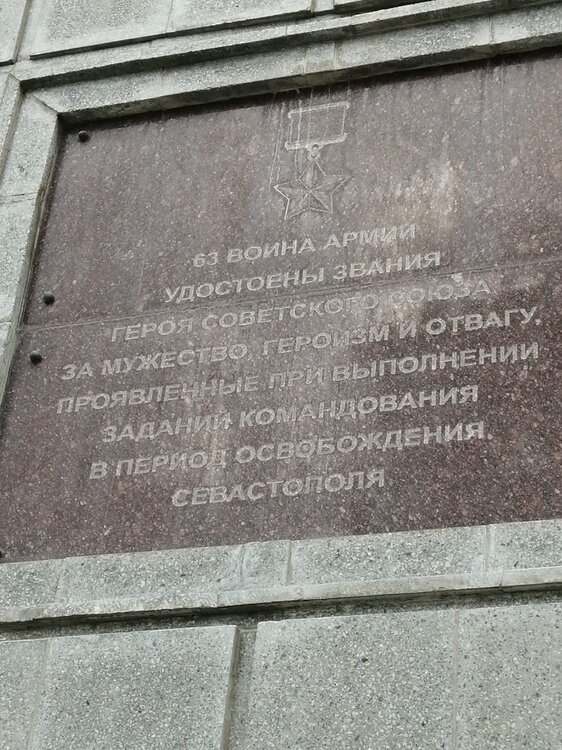 63 ВОИНА АРМИИ
УДОСТОЕНЫ ЗВАНИЯ
ГЕРОЯ СОВЕТСКОГО СОЮЗА
ЗА МУЖЕСТВО, ГЕРОИЗМ И ОТВАГУ,
ПРОЯВЛЕННЫЕ ПРИ ВЫПОЛНЕНИИ
ЗАДАНИЙ КОМАНДОВАНИЯ
В ПЕРИОД ОСВОБОЖДЕНИЯ
СЕВАСТОПОЛЯ